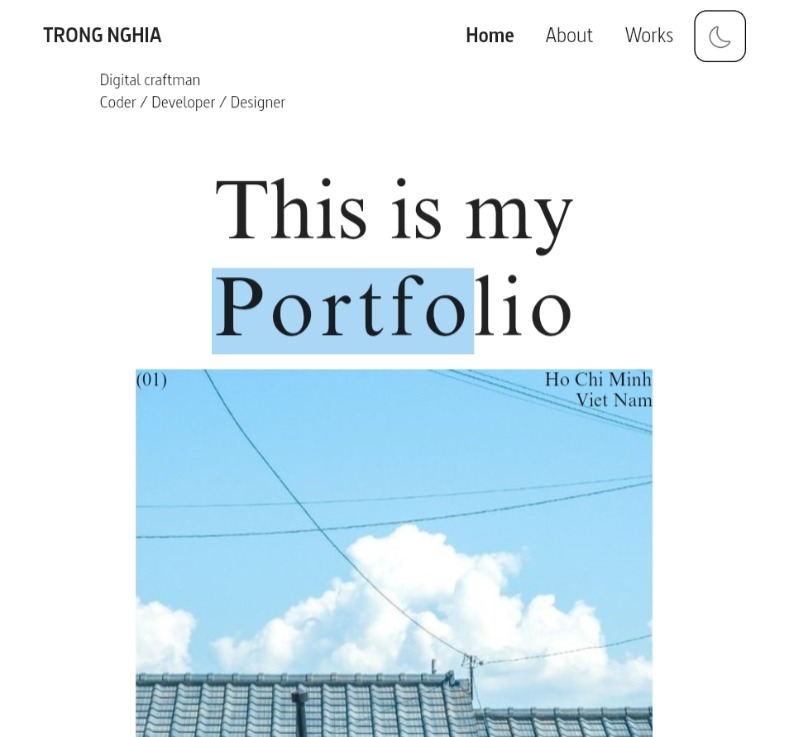 TRONG NGHIA
Home About Works
Digital craftman
Coder / Developer / Designer
This is my
Portfolio
(01)
Ho Chi Minh
Viet Nam